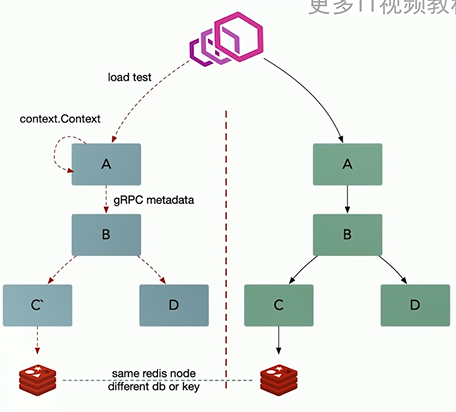 更多IT视频教程
load test
context.Context
A
A
gRPC metadata
B
B
C`
D
C
D
same redis node
different db or key